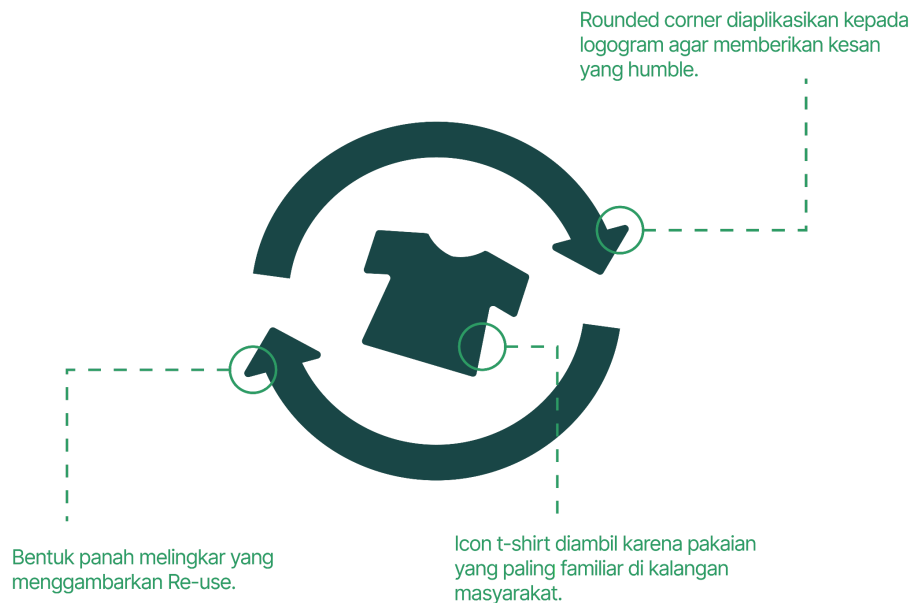 Rounded corner diaplikasikan kepada
logogram agar memberikan kesan
yang humble.
Bentuk panah melingkar yang
menggambarkan Re-use.
Icon t-shirt diambil karena pakaian
yang paling familiar di kalangan
masyarakat.